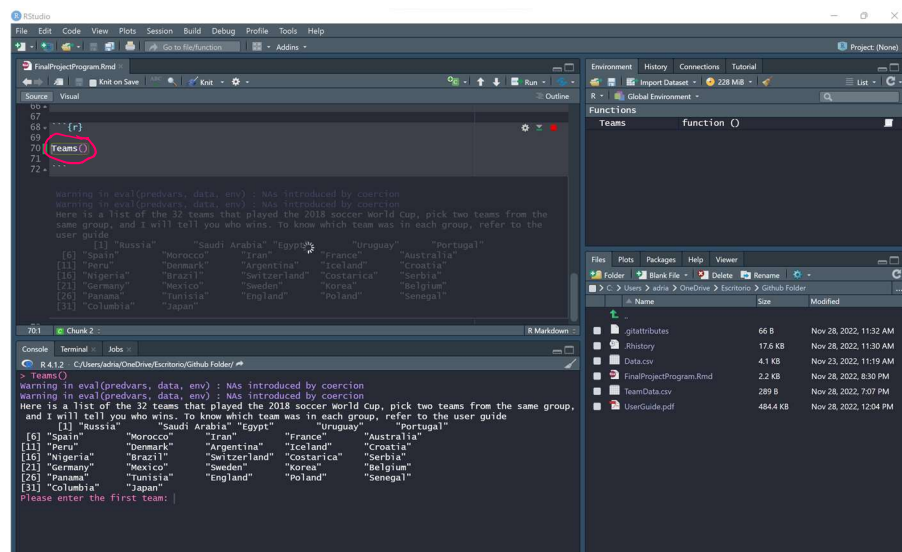 RStudio
File Edit Code View Plots Session Build Debug Profile Tools Help
Go to file/function Addins
Project: (None)
FinalProjectProgram.Rmd
Knit on Save Knit Run
Source Visual Outline
66
67
68 ```{r}
69
70 Teams()
71
72 ```
Warning in eval(predvars, data, env) : NAs introduced by coercion
Warning in eval(predvars, data, env) : NAs introduced by coercion
Here is a list of the 32 teams that played the 2018 soccer World Cup, pick two teams from the
same group, and I will tell you who wins. To know which team was in each group, refer to the
user guide
[1] "Russia" "Saudi Arabia" "Egypt" "Uruguay" "Portugal"
[6] "Spain" "Morocco" "Iran" "France" "Australia"
[11] "Peru" "Denmark" "Argentina" "Iceland" "Croatia"
[16] "Nigeria" "Brazil" "Switzerland" "Costarica" "Serbia"
[21] "Germany" "Mexico" "Sweden" "Korea" "Belgium"
[26] "Panama" "Tunisia" "England" "Poland" "Senegal"
[31] "Columbia" "Japan"
70:1 Chunk 2 R Markdown
Console Terminal Jobs
R 4.1.2 C:/Users/adria/OneDrive/Escritorio/Github Folder/
> Teams()
Warning in eval(predvars, data, env) : NAs introduced by coercion
Warning in eval(predvars, data, env) : NAs introduced by coercion
Here is a list of the 32 teams that played the 2018 soccer World Cup, pick two teams from the same group,
and I will tell you who wins. To know which team was in each group, refer to the user guide
[1] "Russia" "Saudi Arabia" "Egypt" "Uruguay" "Portugal"
[6] "Spain" "Morocco" "Iran" "France" "Australia"
[11] "Peru" "Denmark" "Argentina" "Iceland" "Croatia"
[16] "Nigeria" "Brazil" "Switzerland" "Costarica" "Serbia"
[21] "Germany" "Mexico" "Sweden" "Korea" "Belgium"
[26] "Panama" "Tunisia" "England" "Poland" "Senegal"
[31] "Columbia" "Japan"
Please enter the first team:
Environment History Connections Tutorial
Import Dataset 228 MiB List
R Global Environment
Functions
Teams function ()
Files Plots Packages Help Viewer
Folder Blank File Delete Rename
C: > Users > adria > OneDrive > Escritorio > Github Folder
Name Size Modified
..
.gitattributes 66 B Nov 28, 2022, 11:32 AM
.Rhistory 17.6 KB Nov 28, 2022, 11:30 AM
Data.csv 4.1 KB Nov 23, 2022, 11:19 AM
FinalProjectProgram.Rmd 2.2 KB Nov 28, 2022, 8:30 PM
TeamData.csv 289 B Nov 28, 2022, 7:07 PM
UserGuide.pdf 484.4 KB Nov 28, 2022, 12:04 PM